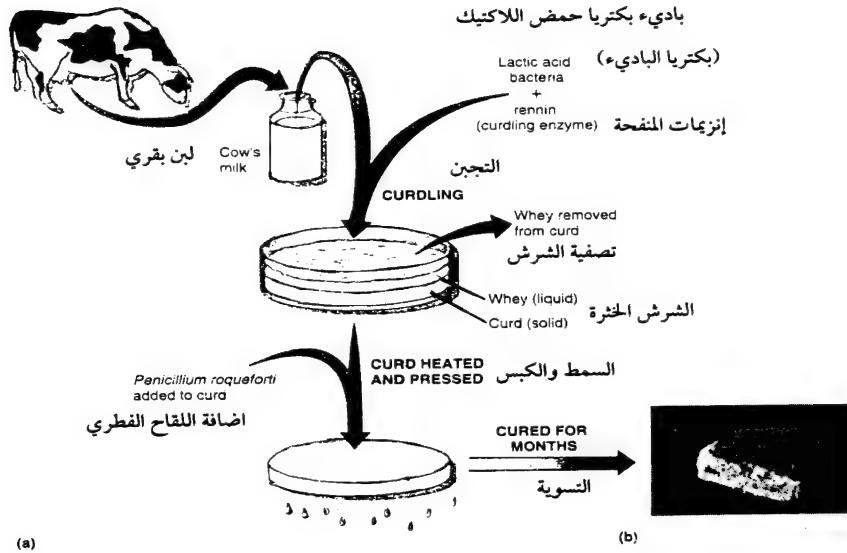 باديء بكتريا حمض اللاكتيك
(بكتريا الباديء)
Lactic acid
bacteria
+
rennin
(curdling enzyme)
إنزيمات المنفحة
لبن بقري
Cow's
milk
التجبن
CURDLING
Whey removed
from curd
تصفية الشرش
Whey (liquid)
Curd (solid)
الشرش الخثرة
CURD HEATED
AND PRESSED
السمط والكبس
Penicillium roqueforti
added to curd
اضافة اللقاح الفطري
CURED FOR
MONTHS
التسوية
(a)
(b)